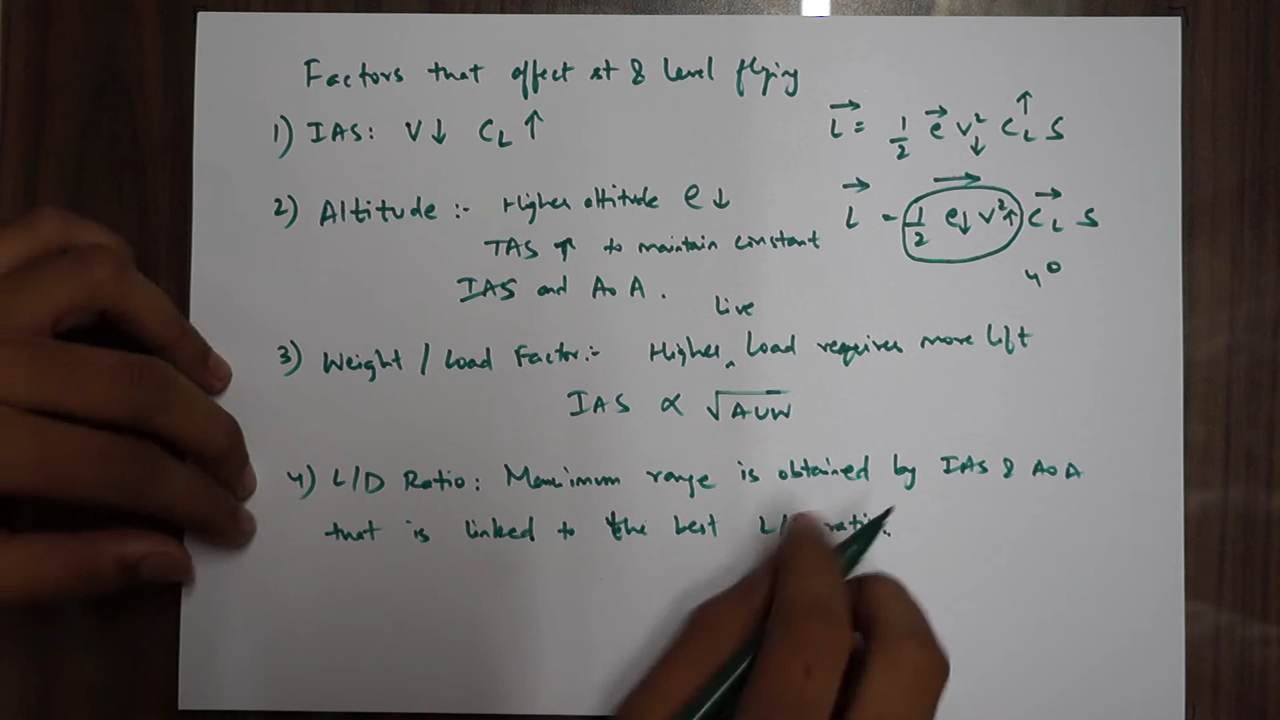 Factors that effect st & level flying
1) IAS: V↓ CL↑
L = 1/2 ρ V² CL S
2) Altitude :- Higher altitude ρ↓
L = 1/2 ρ↓ V²↑ CL S
TAS ↑ to maintain constant
4°
IAS and AoA.
3) Weight / Load Factor:- Higher Live Load requires more lift
IAS ∝ √AUW
4) L/D Ratio: Maximum range is obtained by IAS & AoA
that is linked to the best L/ ratio.